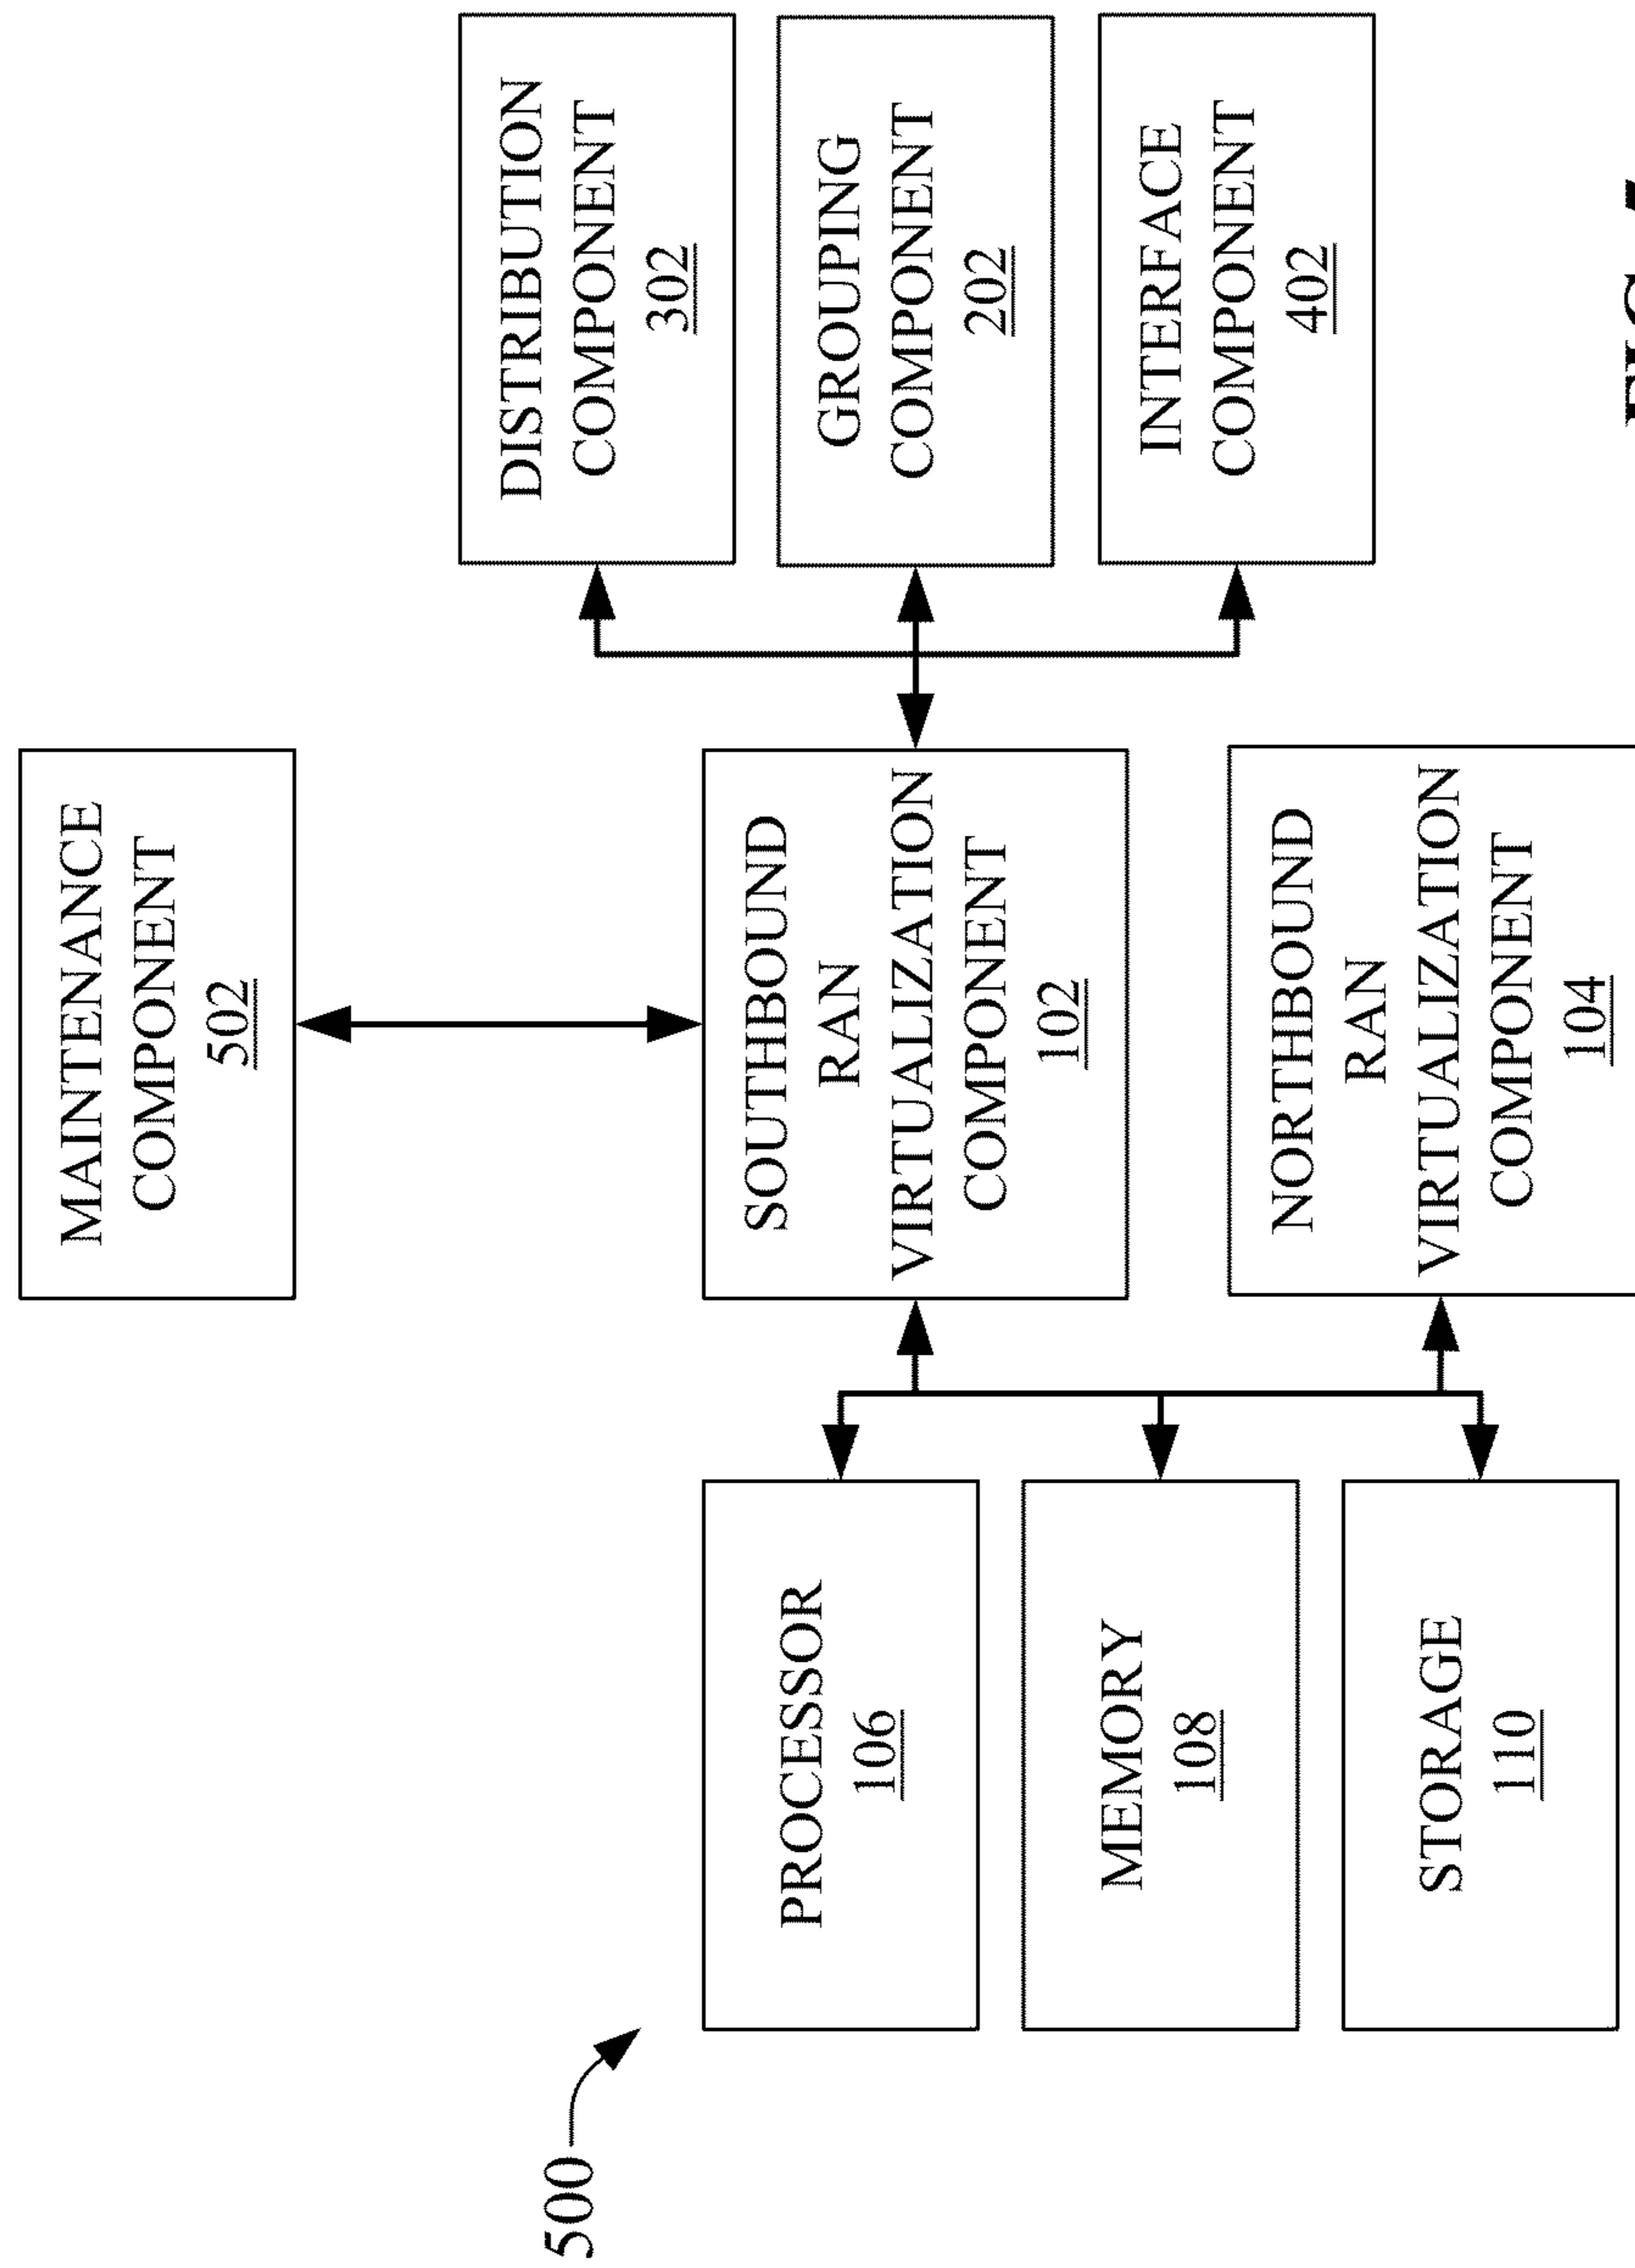 MAINTENANCE
COMPONENT
502
500
DISTRIBUTION
COMPONENT
302
PROCESSOR
106
SOUTHBOUND
RAN
VIRTUALIZATION
COMPONENT
102
GROUPING
COMPONENT
202
MEMORY
108
INTERFACE
COMPONENT
402
NORTHBOUND
RAN
VIRTUALIZATION
COMPONENT
104
STORAGE
110